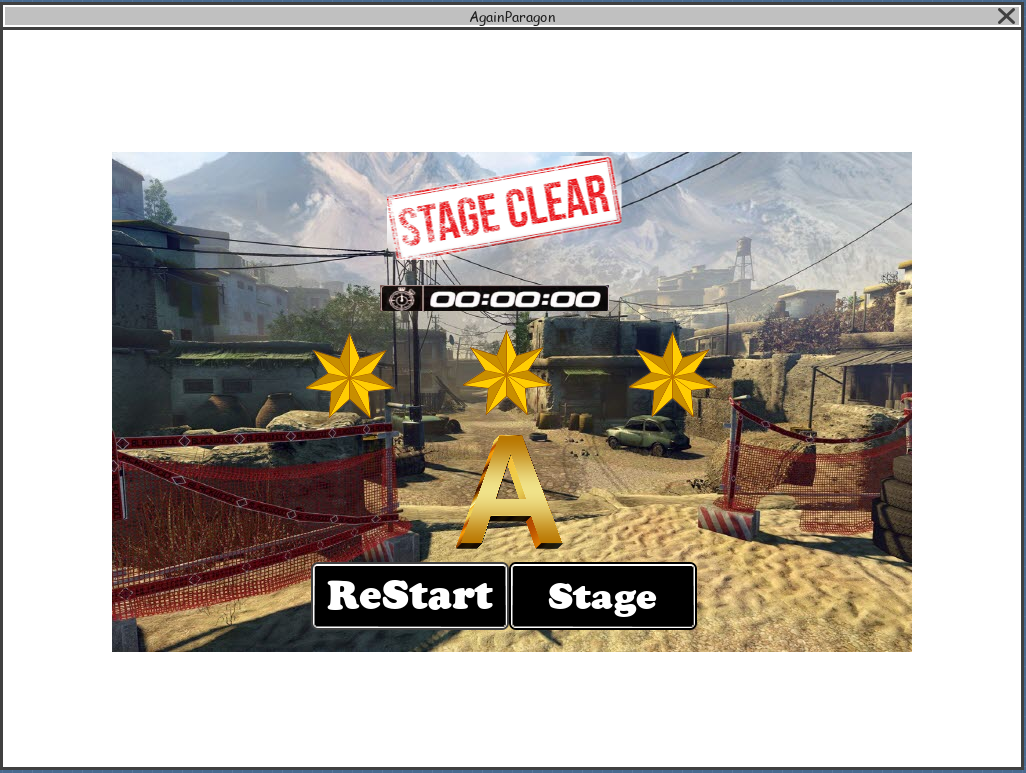 AgainParagon
STAGE CLEAR
00:00:00
A
ReStart
Stage